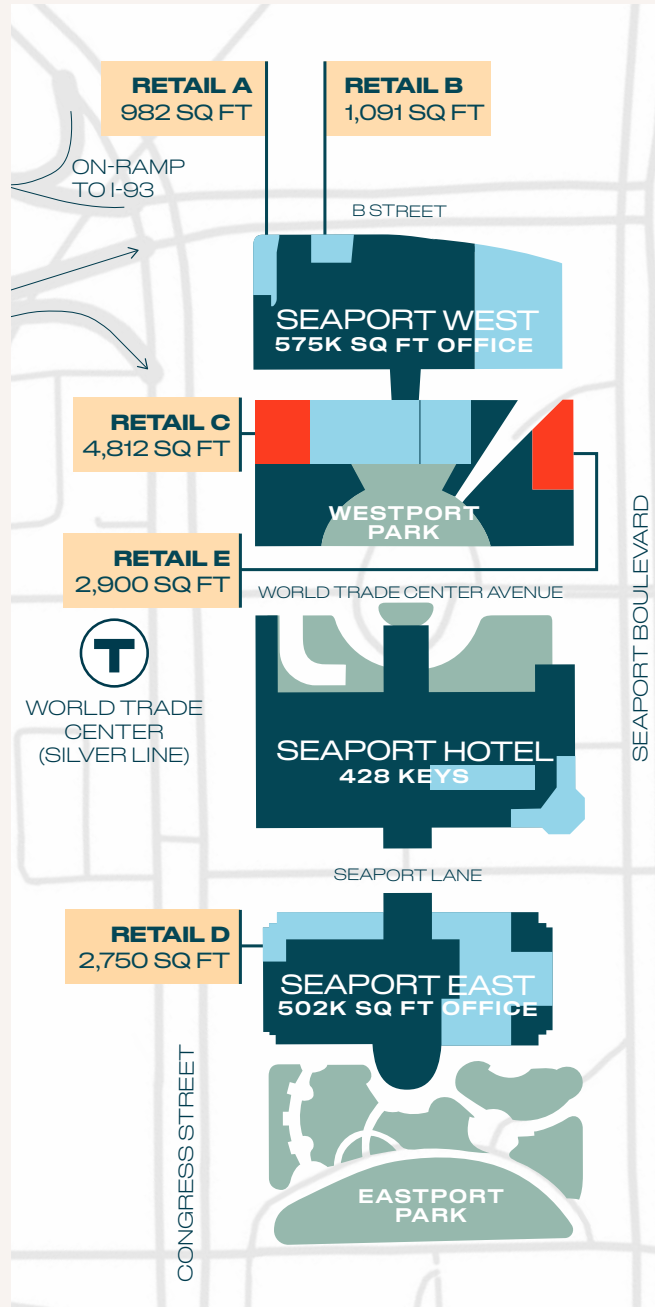 RETAIL A
982 SQ FT
RETAIL B
1,091 SQ FT
ON-RAMP
TO I-93
B STREET
SEAPORT WEST
575K SQ FT OFFICE
RETAIL C
4,812 SQ FT
WESTPORT
PARK
RETAIL E
2,900 SQ FT
WORLD TRADE CENTER AVENUE
SEAPORT BOULEVARD
T
WORLD TRADE
CENTER
(SILVER LINE)
SEAPORT HOTEL
428 KEYS
SEAPORT LANE
RETAIL D
2,750 SQ FT
SEAPORT EAST
502K SQ FT OFFICE
CONGRESS STREET
EASTPORT
PARK